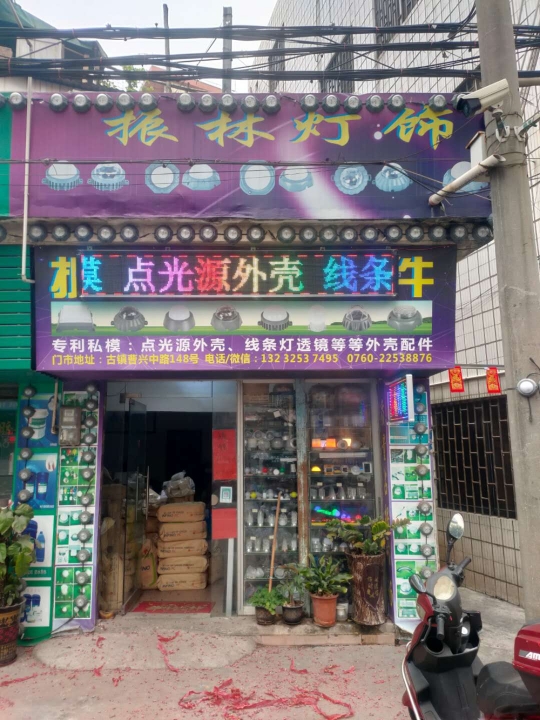 振林灯饰
模 点光源外壳 线条
牛
专利私模：点光源外壳、线条灯透镜等等外壳配件
门市地址：古镇曹兴中路148号 电话/微信：132 3253 7495 0760-22538876